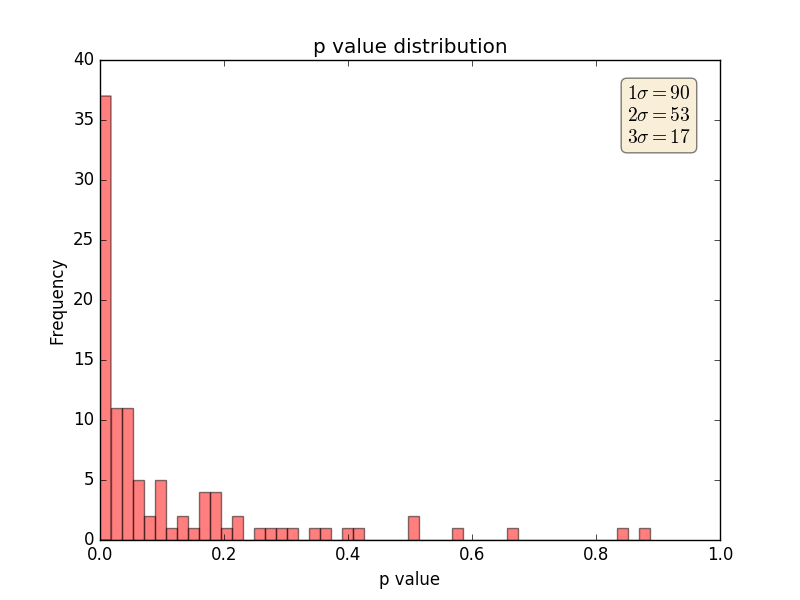 p value distribution
40
35
30
25
20
15
10
5
0
Frequency
1σ = 90
2σ = 53
3σ = 17
0.0 0.2 0.4 0.6 0.8 1.0
p value